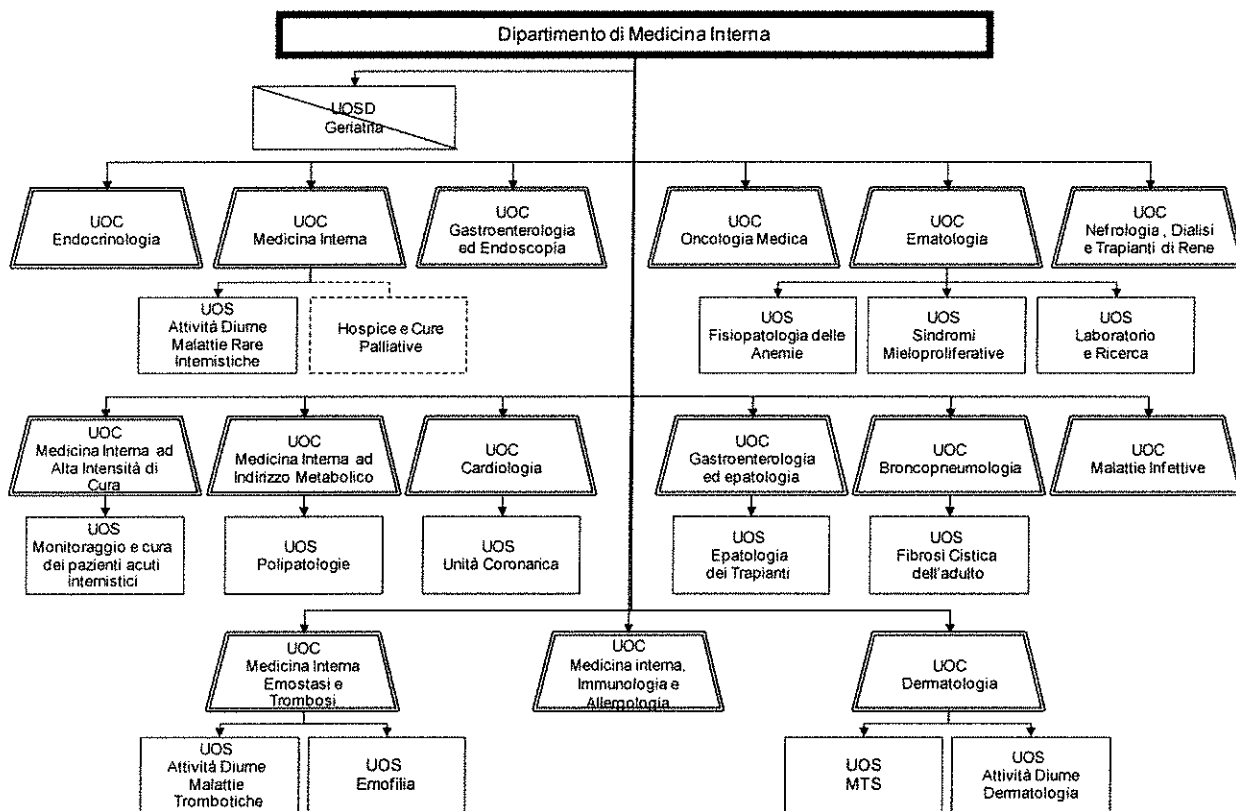 Dipartimento di Medicina Interna
UOSD
Geriatria
UOC
Endocrinologia
UOC
Medicina Interna
UOC
Gastroenterologia
ed Endoscopia
UOC
Oncologia Medica
UOC
Ematologia
UOC
Nefrologia , Dialisi
e Trapianti di Rene
UOS
Attività Diurne
Malattie Rare
Internistiche
Hospice e Cure
Palliative
UOS
Fisiopatologia delle
Anemie
UOS
Sindromi
Mieloproliferative
UOS
Laboratorio
e Ricerca
UOC
Medicina Interna ad
Alta Intensità di
Cura
UOC
Medicina Interna ad
Indirizzo Metabolico
UOC
Cardiologia
UOC
Gastroenterologia
ed epatologia
UOC
Broncopneumologia
UOC
Malattie Infettive
UOS
Monitoraggio e cura
dei pazienti acuti
internistici
UOS
Polipatologie
UOS
Unità Coronarica
UOS
Epatologia
dei Trapianti
UOS
Fibrosi Cistica
dell'adulto
UOC
Medicina Interna
Emostasi e
Trombosi
UOC
Medicina interna,
Immunologia e
Allergologia
UOC
Dermatologia
UOS
Attività Diurne
Malattie
Trombotiche
UOS
Emofilia
UOS
MTS
UOS
Attività Diurne
Dermatologia